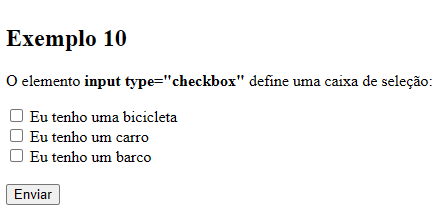 Exemplo 10
O elemento input type="checkbox" define uma caixa de seleção:
Eu tenho uma bicicleta
Eu tenho um carro
Eu tenho um barco
Enviar